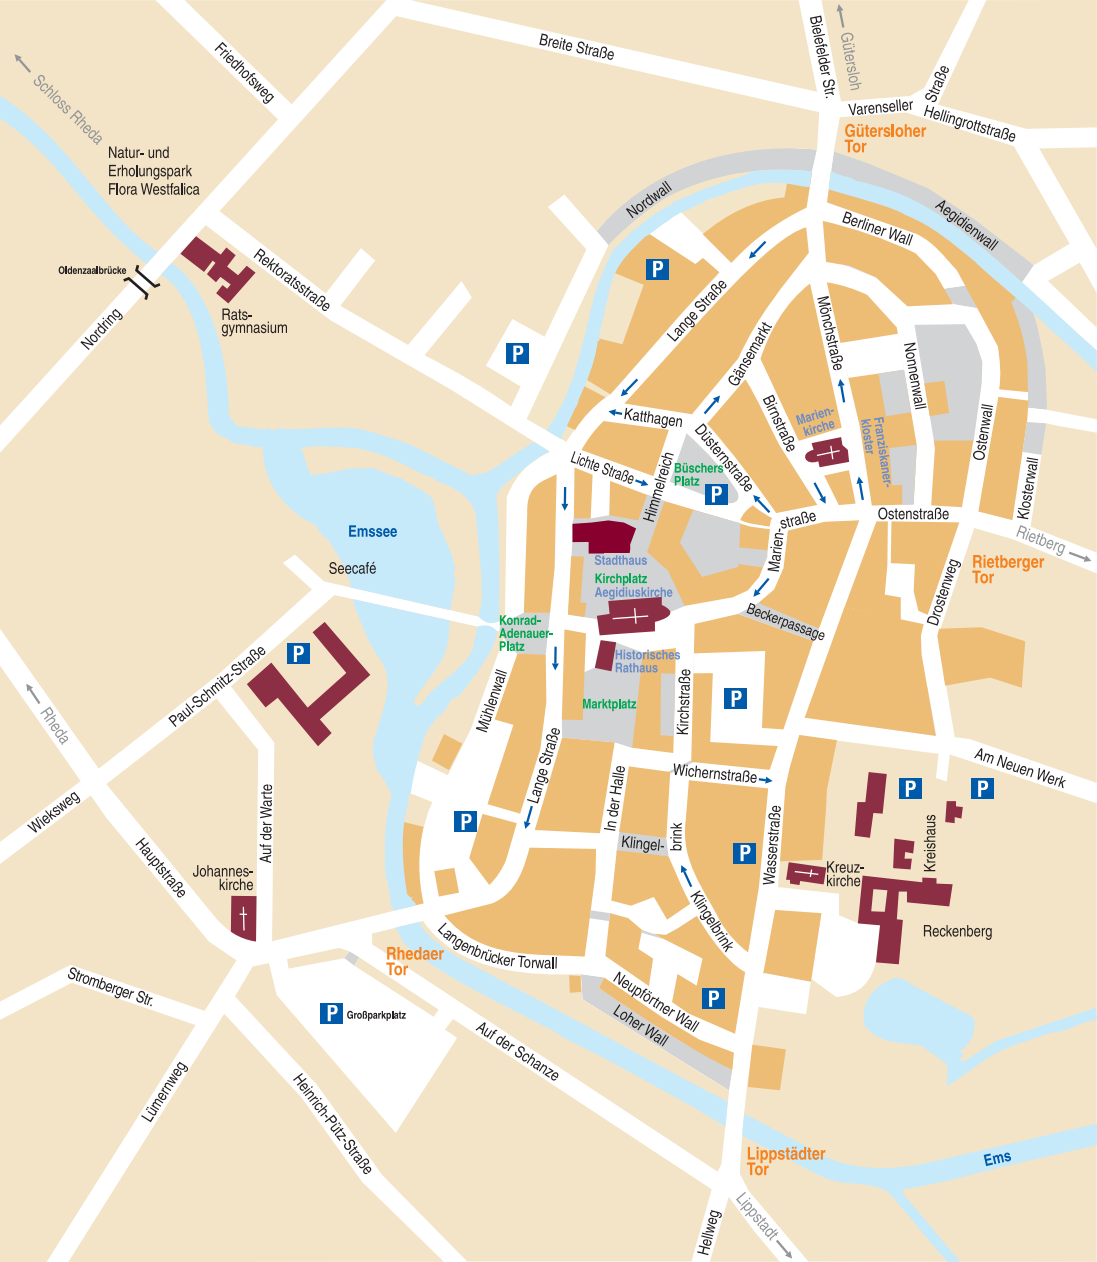 Friedhofsweg
Breite Straße
Bielefelder Str.
Gütersloh
Schloss Rheda
Varenseller
Straße
Hellingrottstraße
Gütersloher
Tor
Natur- und
Erholungspark
Flora Westfalica
Nordwall
Aegidienwall
Berliner Wall
Oldenzaalbrücke
Rektoratsstraße
P
Nordring
Rats-
gymnasium
Lange Straße
Gänsemarkt
Mönchstraße
Nonnenwall
P
Katthagen
Birnstraße
Marien-
kirche
Franziskaner-
kloster
Ostenwall
Düsternstraße
Lichte Straße
Himmelreich
Büschers
Platz
P
Klosterwall
Ostenstraße
Marien-
straße
Rietberg
Rietberger
Tor
Emssee
Seecafé
Stadthaus
Kirchplatz
Aegidiuskirche
Beckerpassage
Drostenweg
Konrad-
Adenauer-
Platz
P
Historisches
Rathaus
Paul-Schmitz-Straße
Mühlenwall
Marktplatz
Kirchstraße
P
Rheda
Lange Straße
In der Halle
Wichernstraße
Am Neuen Werk
P
P
Wieksweg
Auf der Warte
P
Klingel-
brink
P
Wasserstraße
Kreishaus
Hauptstraße
Johannes-
kirche
Kreuz-
kirche
Klingelbrink
Reckenberg
Rhedaer
Tor
Langenbrücker Torwall
Stromberger Str.
Neupförtner Wall
P
Loher Wall
P
Großparkplatz
Auf der Schanze
Lümernweg
Heinrich-Pütz-Straße
Lippstädter
Tor
Ems
Hellweg
Lippstadt